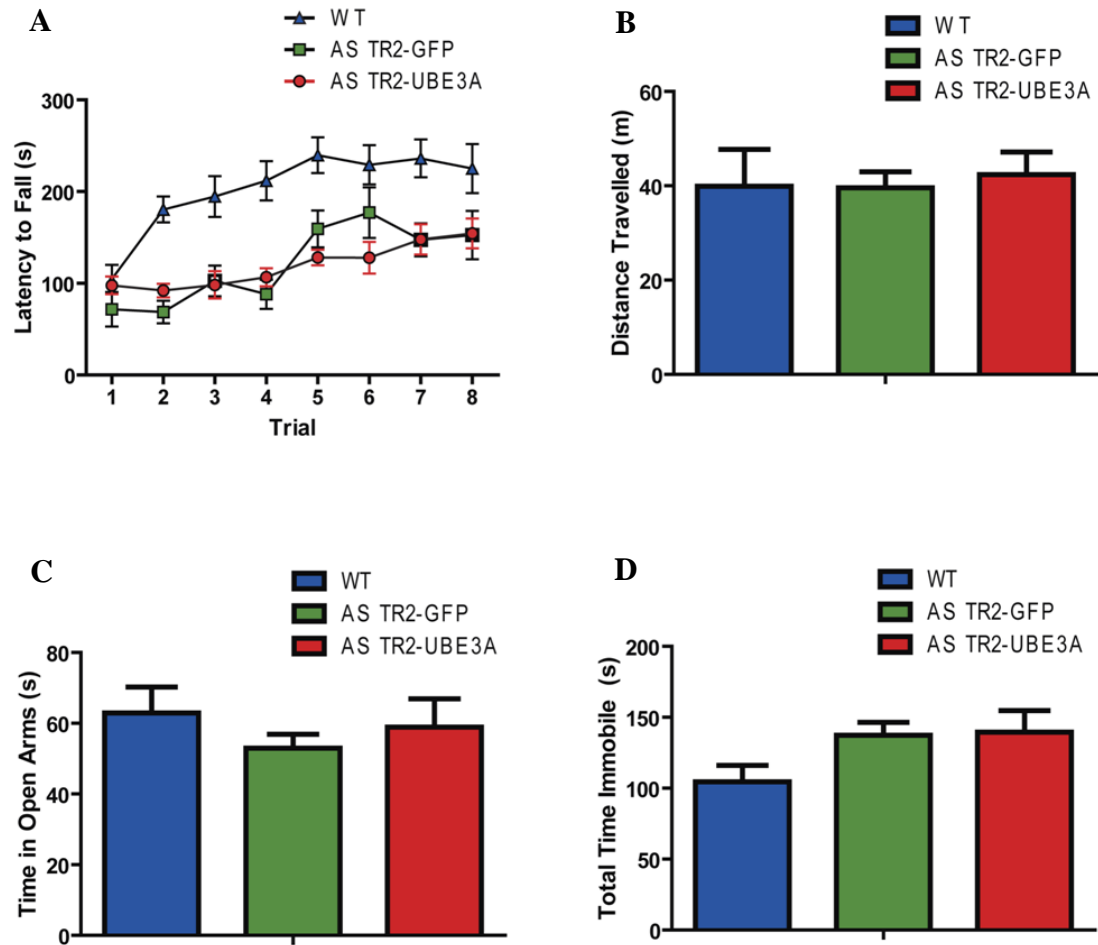 A
WT
AS TR2-GFP
AS TR2-UBE3A
Latency to Fall (s)
300
200
100
0
1 2 3 4 5 6 7 8
Trial
B
WT
AS TR2-GFP
AS TR2-UBE3A
Distance Travelled (m)
60
40
20
0
C
WT
AS TR2-GFP
AS TR2-UBE3A
Time in Open Arms (s)
80
60
40
20
0
D
WT
AS TR2-GFP
AS TR2-UBE3A
Total Time Immobile (s)
200
150
100
50
0